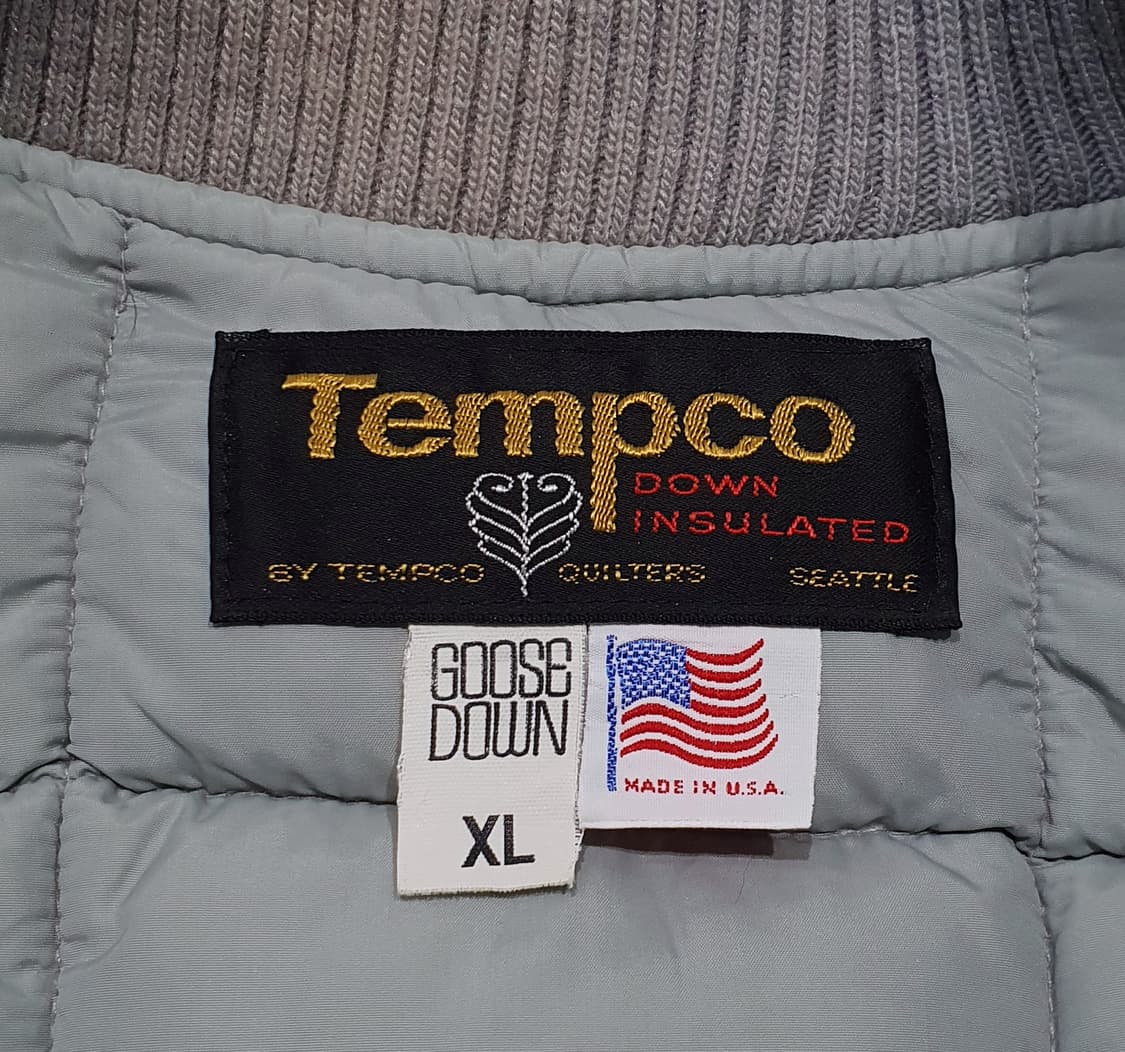 Tempco
DOWN
INSULATED
BY TEMPCO QUILTERS SEATTLE
GOOSE
DOWN
XL
MADE IN U.S.A.